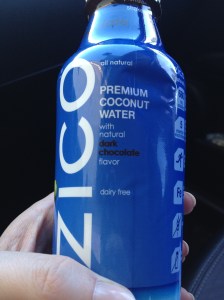 all natural
ZICO
PREMIUM
COCONUT
WATER
with
natural
dark
chocolate
flavor
dairy free